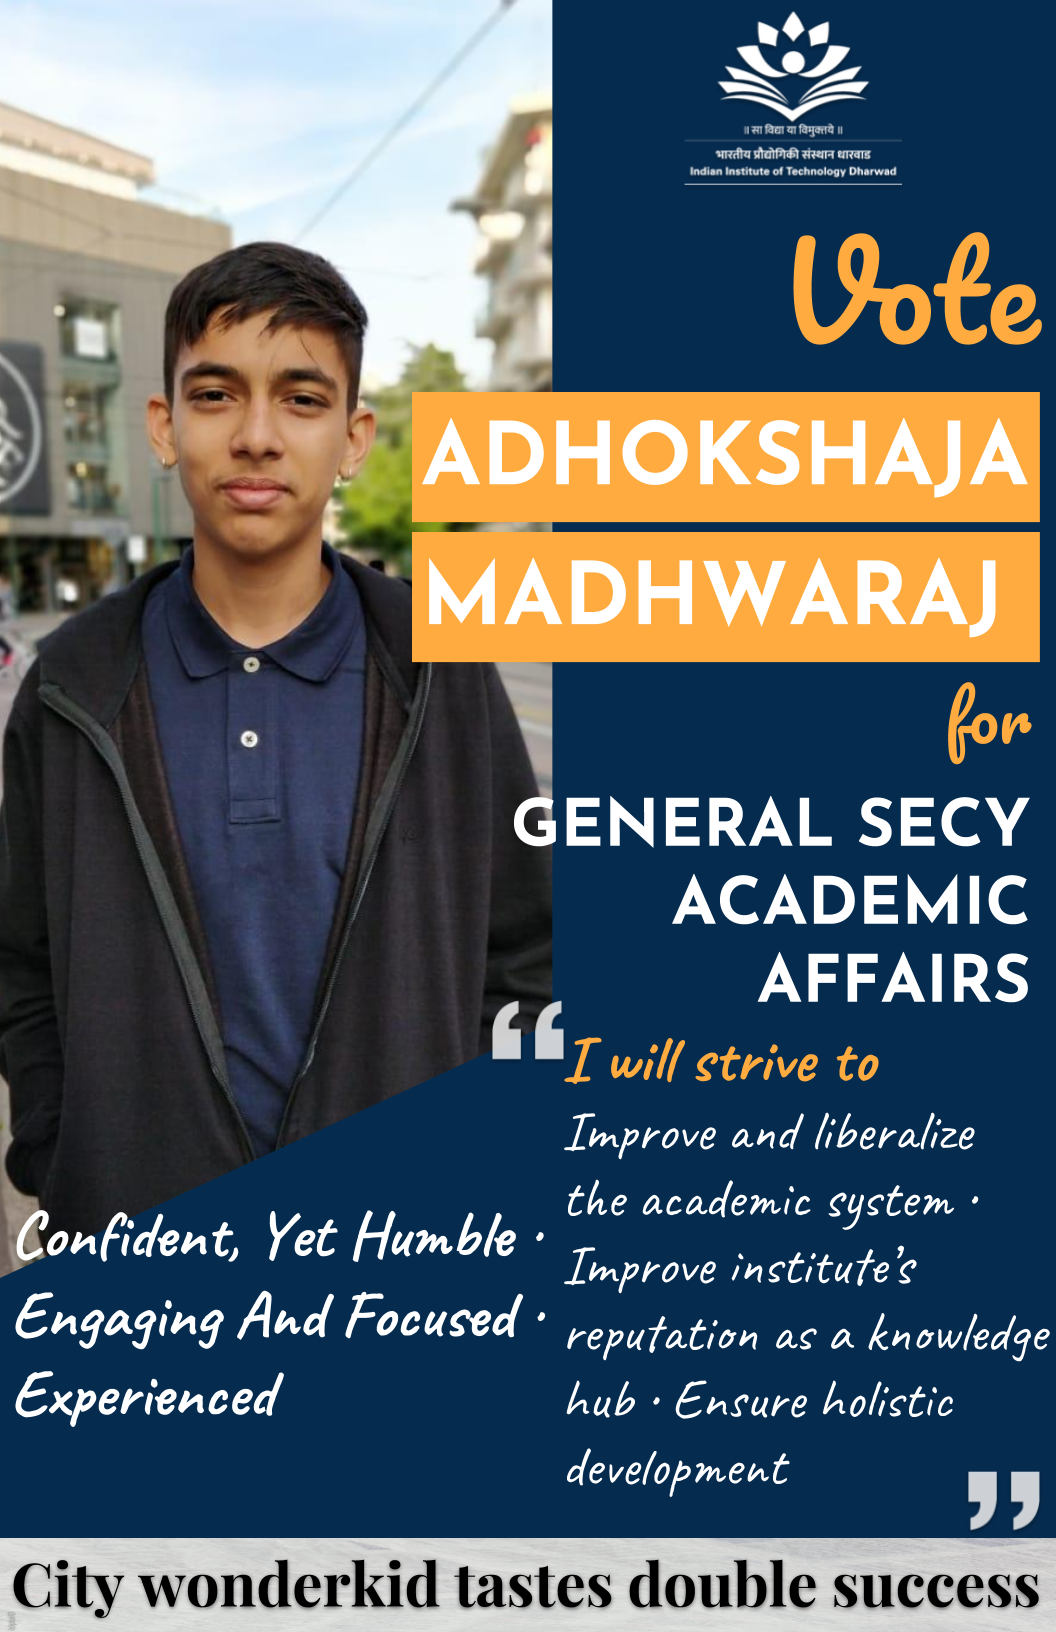 ॥ सा विद्या या विमुक्तये ॥
भारतीय प्रौद्योगिकी संस्थान धारवाड
Indian Institute of Technology Dharwad
Vote
ADHOKSHAJA
MADHWARAJ
for
GENERAL SECY
ACADEMIC
AFFAIRS
“ I will strive to
Improve and liberalize
the academic system •
Improve institute’s
reputation as a knowledge
hub • Ensure holistic
development ”
Confident, Yet Humble •
Engaging And Focused •
Experienced
City wonderkid tastes double success